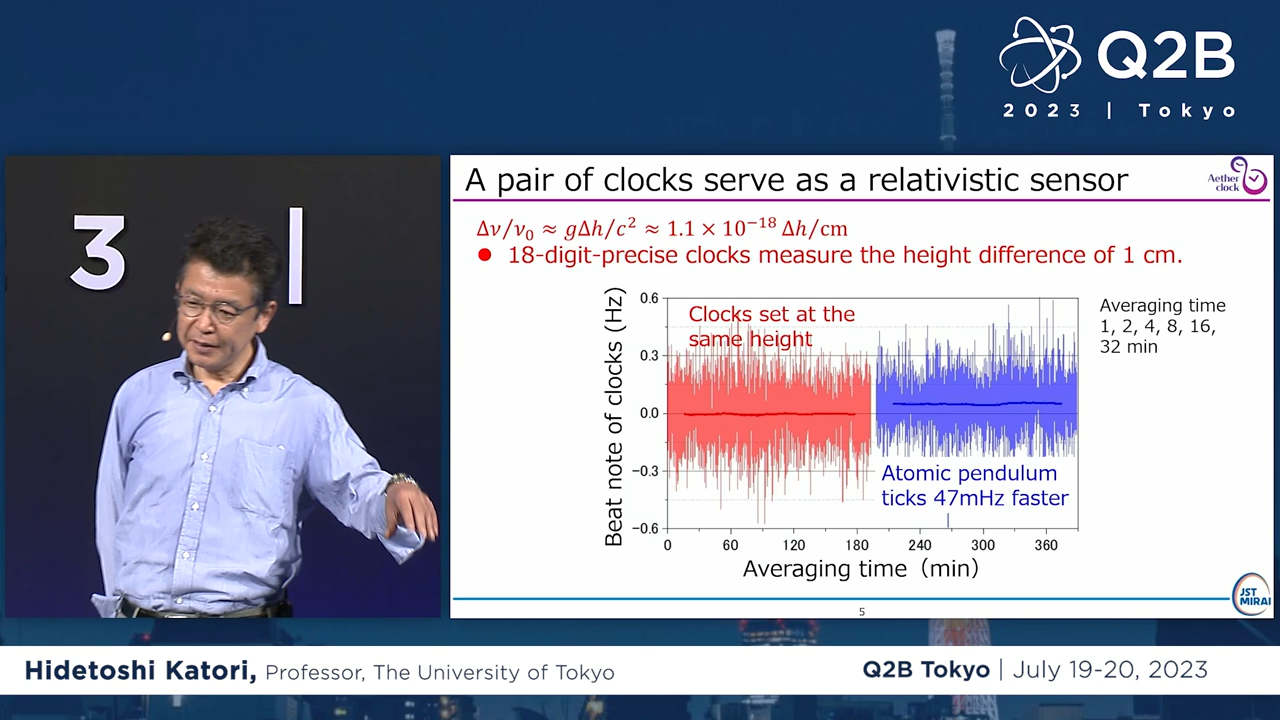 Q2B
2023 | Tokyo
3 |
A pair of clocks serve as a relativistic sensor
Aether
clock
Δν/ν₀ ≈ gΔh/c² ≈ 1.1 × 10⁻¹⁸ Δh/cm
● 18-digit-precise clocks measure the height difference of 1 cm.
Beat note of clocks (Hz)
0.6
0.3
0.0
−0.3
−0.6
Clocks set at the
same height
Atomic pendulum
ticks 47mHz faster
0 60 120 180 240 300 360
Averaging time (min)
Averaging time
1, 2, 4, 8, 16,
32 min
JST
MIRAI
5
Hidetoshi Katori, Professor, The University of Tokyo
Q2B Tokyo | July 19-20, 2023